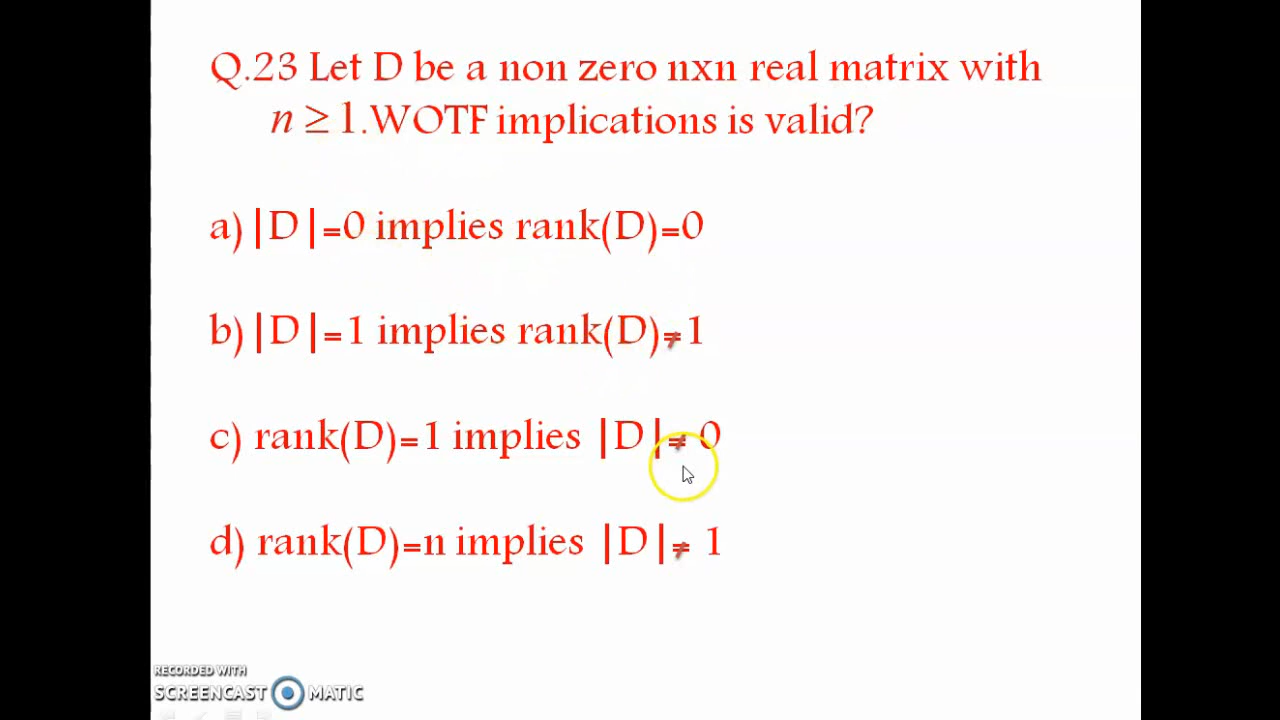 Q.23 Let D be a non zero nxn real matrix with
n ≥ 1.WOTF implications is valid?
a) |D|=0 implies rank(D)=0
b) |D|=1 implies rank(D)≠1
c) rank(D)=1 implies |D|≠ 0
d) rank(D)=n implies |D|≠ 1
RECORDED WITH
SCREENCAST MATIC